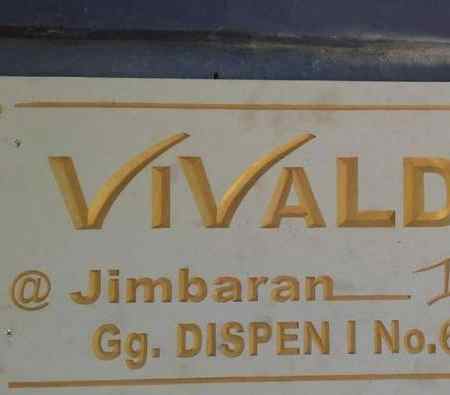 VIVALD
@ Jimbaran I
Gg. DISPEN I No.6